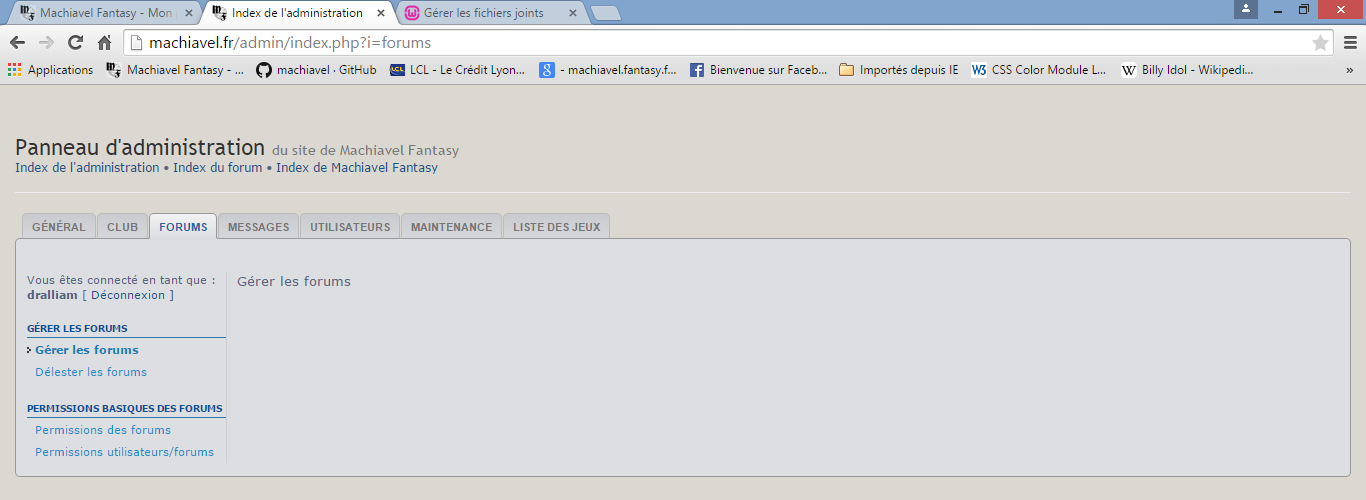 Machiavel Fantasy - Mon
Index de l'administration
Gérer les fichiers joints
machiavel.fr/admin/index.php?i=forums
Applications
Machiavel Fantasy - ...
machiavel · GitHub
LCL - Le Crédit Lyon...
- machiavel.fantasy.f...
Bienvenue sur Faceb...
Importés depuis IE
W3 CSS Color Module L...
W Billy Idol - Wikipedi...
»
Panneau d'administration du site de Machiavel Fantasy
Index de l'administration • Index du forum • Index de Machiavel Fantasy
GÉNÉRAL CLUB FORUMS MESSAGES UTILISATEURS MAINTENANCE LISTE DES JEUX
Vous êtes connecté en tant que :
dralliam [ Déconnexion ]
GÉRER LES FORUMS
Gérer les forums
Délester les forums
PERMISSIONS BASIQUES DES FORUMS
Permissions des forums
Permissions utilisateurs/forums
Gérer les forums